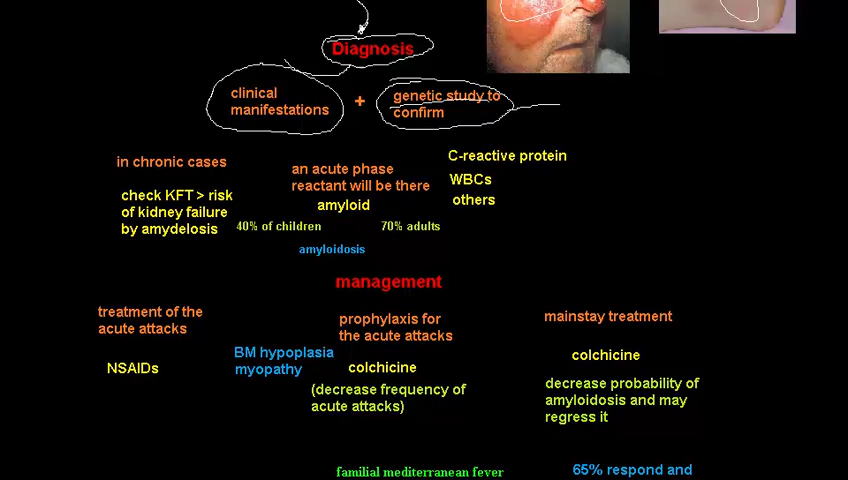 Diagnosis
clinical
manifestations
+
genetic study to
confirm
in chronic cases
an acute phase
reactant will be there
C-reactive protein
WBCs
others
check KFT > risk
of kidney failure
by amydelosis
amyloid
40% of children
70% adults
amyloidosis
management
treatment of the
acute attacks
prophylaxis for
the acute attacks
mainstay treatment
NSAIDs
BM hypoplasia
myopathy
colchicine
(decrease frequency of
acute attacks)
colchicine
decrease probability of
amyloidosis and may
regress it
familial mediterranean fever
65% respond and